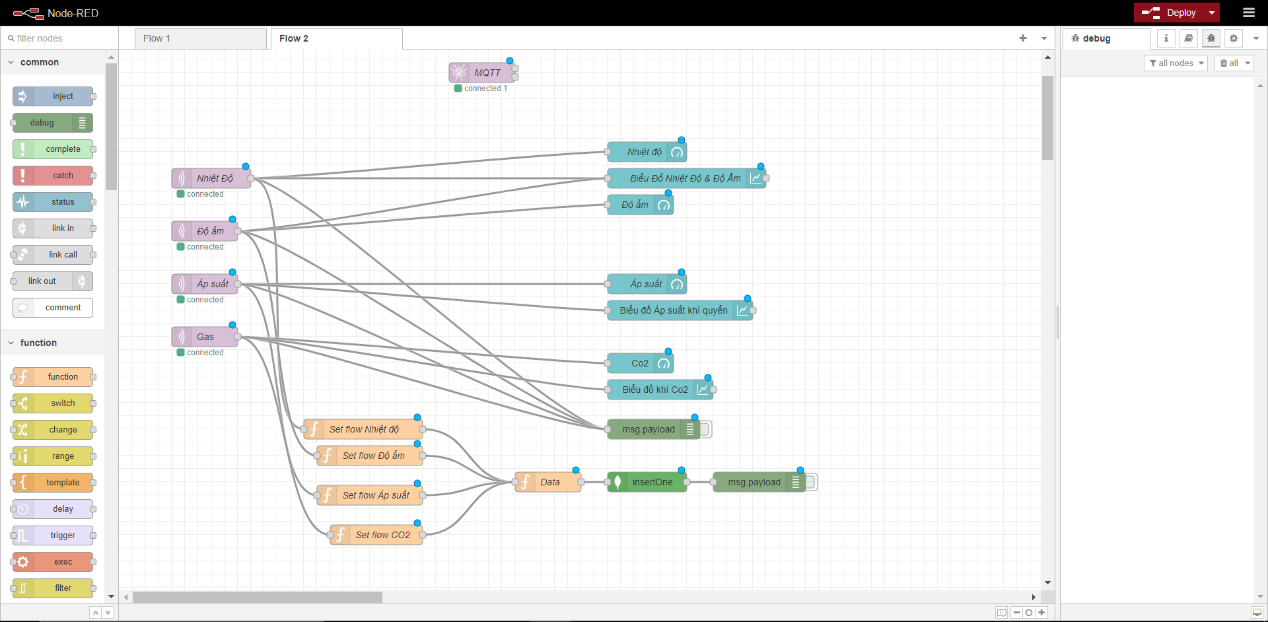 Node-RED
Deploy
filter nodes
Flow 1
Flow 2
debug
all nodes
all
common
inject
debug
complete
catch
status
link in
link call
link out
comment
function
function
switch
change
range
template
delay
trigger
exec
filter
MQTT
connected 1
Nhiệt Độ
connected
Độ ẩm
connected
Áp suất
connected
Gas
connected
Nhiệt độ
Biểu Đồ Nhiệt Độ & Độ Ẩm
Độ ẩm
Áp suất
Biểu đồ Áp suất khí quyển
Co2
Biểu đồ khí Co2
msg.payload
Set flow Nhiệt độ
Set flow Độ ẩm
Set flow Áp suất
Set flow CO2
Data
insertOne
msg.payload